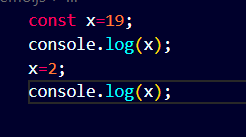 const x=19;
console.log(x);
x=2;
console.log(x);